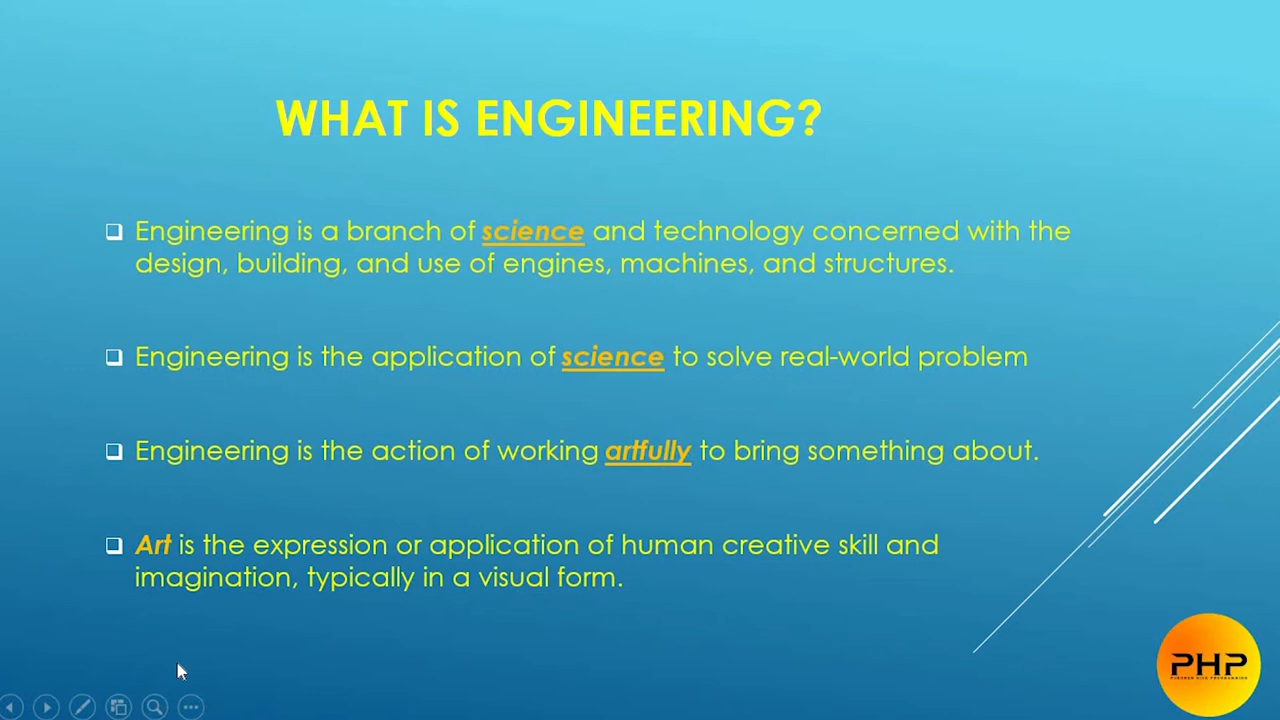 WHAT IS ENGINEERING?
Engineering is a branch of science and technology concerned with the
design, building, and use of engines, machines, and structures.
Engineering is the application of science to solve real-world problem
Engineering is the action of working artfully to bring something about.
Art is the expression or application of human creative skill and
imagination, typically in a visual form.
PHP